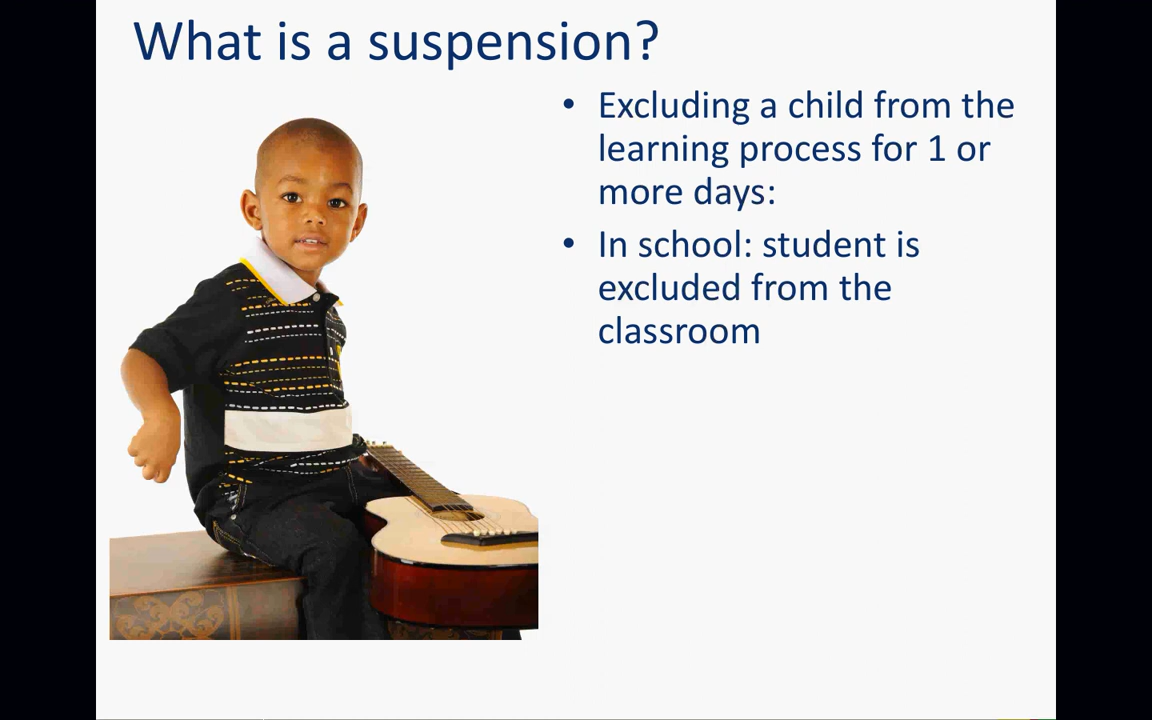 What is a suspension?
• Excluding a child from the
learning process for 1 or
more days:
• In school: student is
excluded from the
classroom